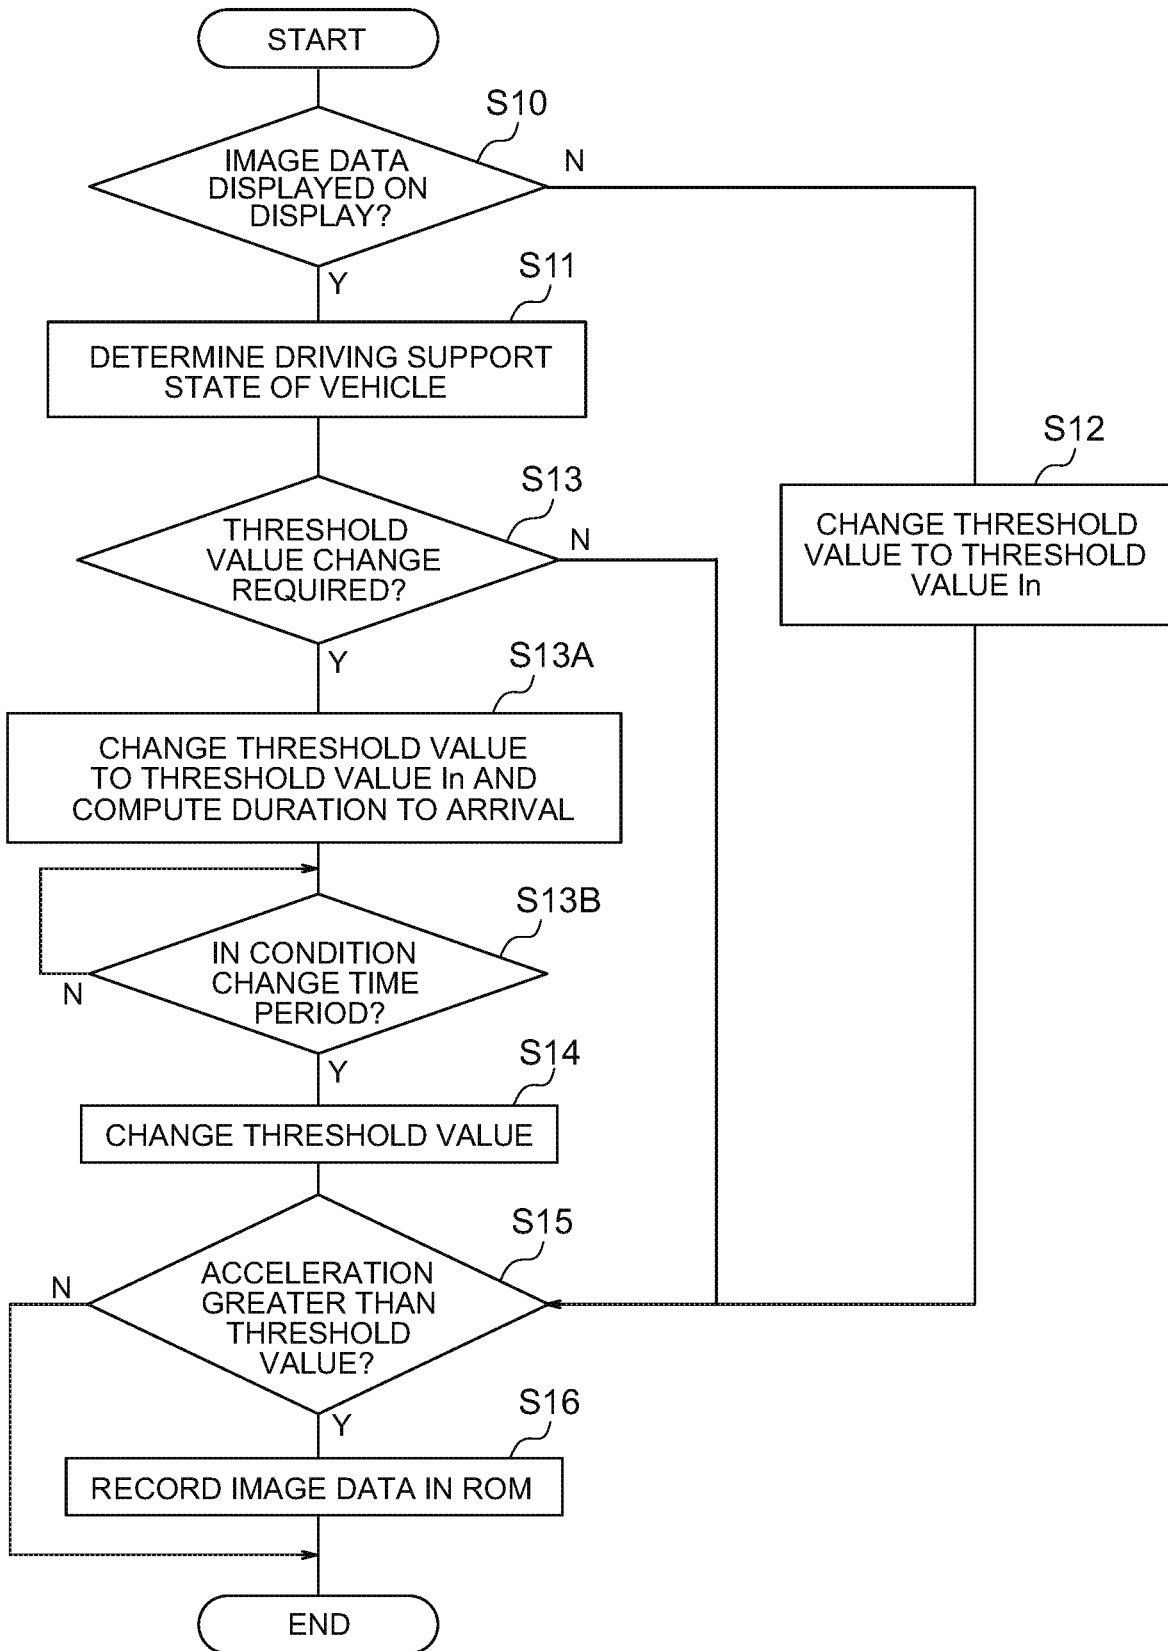 START
S10
IMAGE DATA
DISPLAYED ON
DISPLAY?
N
Y
S11
DETERMINE DRIVING SUPPORT
STATE OF VEHICLE
S12
CHANGE THRESHOLD
VALUE TO THRESHOLD
VALUE In
S13
THRESHOLD
VALUE CHANGE
REQUIRED?
N
Y
S13A
CHANGE THRESHOLD VALUE
TO THRESHOLD VALUE In AND
COMPUTE DURATION TO ARRIVAL
S13B
IN CONDITION
CHANGE TIME
PERIOD?
N
Y
S14
CHANGE THRESHOLD VALUE
S15
N
ACCELERATION
GREATER THAN
THRESHOLD
VALUE?
Y
S16
RECORD IMAGE DATA IN ROM
END